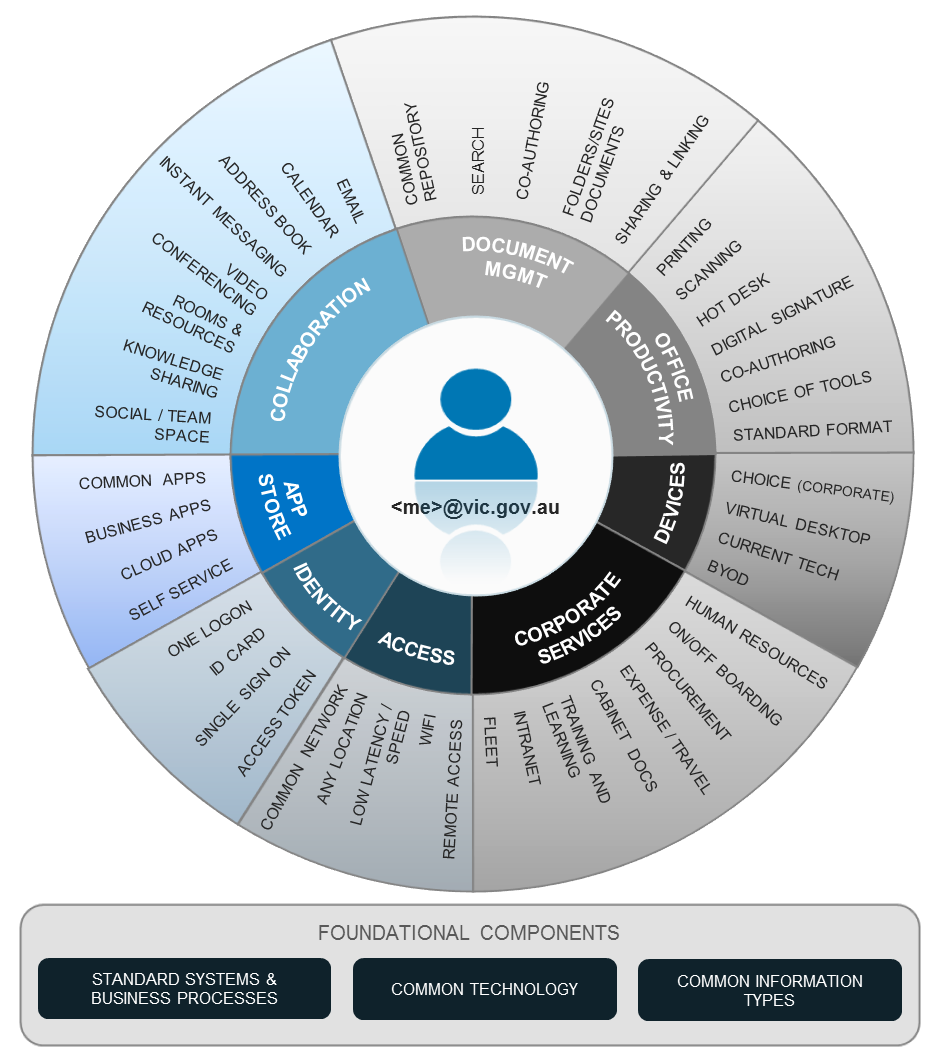 COLLABORATION
EMAIL
CALENDAR
ADDRESS BOOK
INSTANT MESSAGING
VIDEO
CONFERENCING
ROOMS &
RESOURCES
KNOWLEDGE
SHARING
SOCIAL / TEAM
SPACE
DOCUMENT
MGMT
COMMON
REPOSITORY
SEARCH
CO-AUTHORING
FOLDERS/SITES
DOCUMENTS
SHARING & LINKING
OFFICE
PRODUCTIVITY
PRINTING
SCANNING
HOT DESK
DIGITAL SIGNATURE
CO-AUTHORING
CHOICE OF TOOLS
STANDARD FORMAT
DEVICES
CHOICE (CORPORATE)
VIRTUAL DESKTOP
CURRENT TECH
BYOD
CORPORATE
SERVICES
HUMAN RESOURCES
ON/OFF BOARDING
PROCUREMENT
EXPENSE / TRAVEL
CABINET DOCS
TRAINING AND
LEARNING
INTRANET
FLEET
ACCESS
REMOTE ACCESS
WIFI
LOW LATENCY /
SPEED
ANY LOCATION
COMMON NETWORK
IDENTITY
ACCESS TOKEN
SINGLE SIGN ON
ID CARD
ONE LOGON
APP
STORE
SELF SERVICE
CLOUD APPS
BUSINESS APPS
COMMON APPS
<me>@vic.gov.au
FOUNDATIONAL COMPONENTS
STANDARD SYSTEMS &
BUSINESS PROCESSES
COMMON TECHNOLOGY
COMMON INFORMATION
TYPES